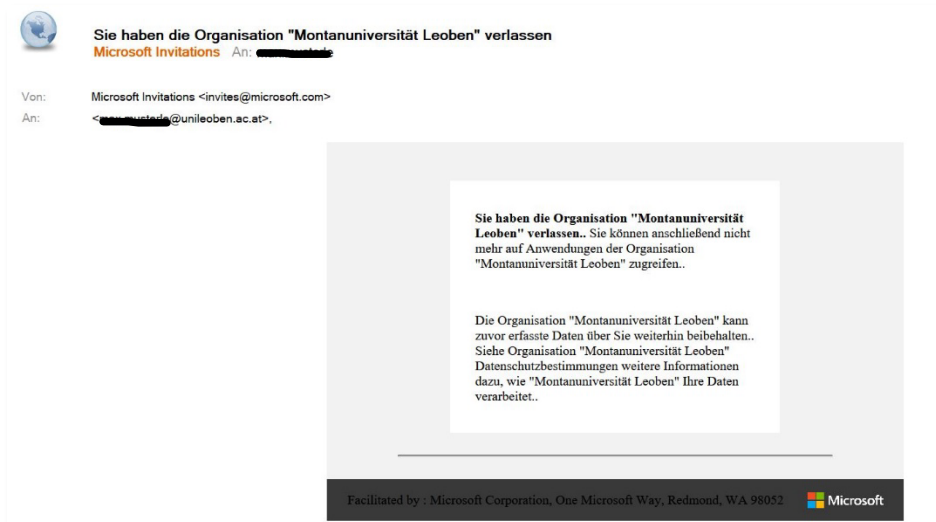 Sie haben die Organisation "Montanuniversität Leoben" verlassen
Microsoft Invitations An:
Von: Microsoft Invitations <invites@microsoft.com>
An: < @unileoben.ac.at>,
Sie haben die Organisation "Montanuniversität
Leoben" verlassen.. Sie können anschließend nicht
mehr auf Anwendungen der Organisation
"Montanuniversität Leoben" zugreifen..
Die Organisation "Montanuniversität Leoben" kann
zuvor erfasste Daten über Sie weiterhin beibehalten..
Siehe Organisation "Montanuniversität Leoben"
Datenschutzbestimmungen weitere Informationen
dazu, wie "Montanuniversität Leoben" Ihre Daten
verarbeitet..
Facilitated by : Microsoft Corporation, One Microsoft Way, Redmond, WA 98052 Microsoft